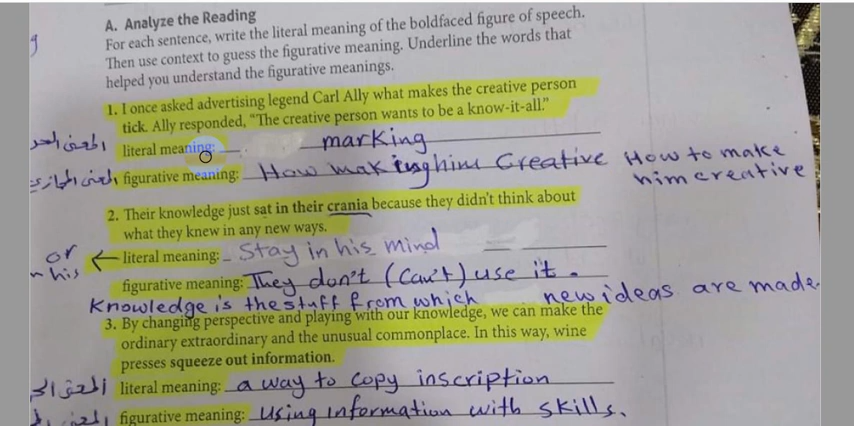 A. Analyze the Reading
For each sentence, write the literal meaning of the boldfaced figure of speech.
Then use context to guess the figurative meaning. Underline the words that
helped you understand the figurative meanings.
1. I once asked advertising legend Carl Ally what makes the creative person
tick. Ally responded, “The creative person wants to be a know-it-all.”
literal meaning: marking
figurative meaning: How making him Creative How to make
him creative
2. Their knowledge just sat in their crania because they didn't think about
what they knew in any new ways.
or ← literal meaning: Stay in his mind
his
figurative meaning: They don't (Can't) use it.
Knowledge is the stuff from which new ideas are made
3. By changing perspective and playing with our knowledge, we can make the
ordinary extraordinary and the unusual commonplace. In this way, wine
presses squeeze out information.
literal meaning: a way to copy inscription
figurative meaning: Using information with skills.